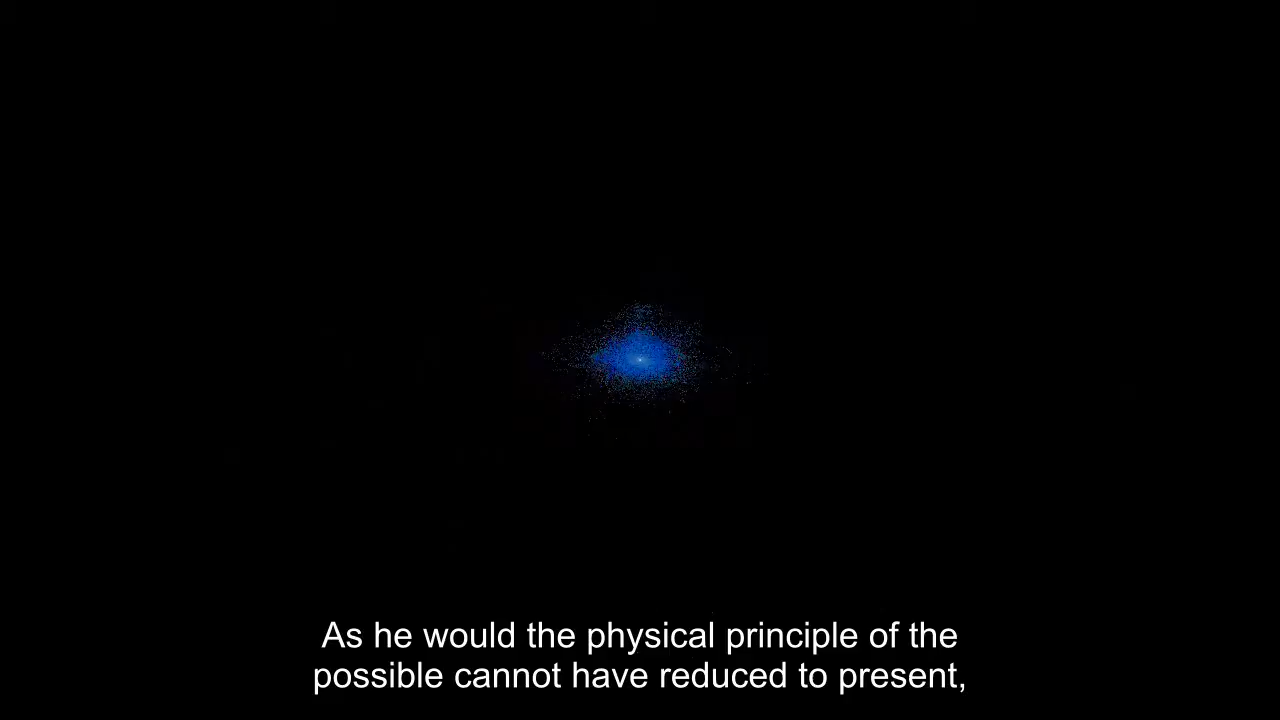 As he would the physical principle of the
possible cannot have reduced to present,